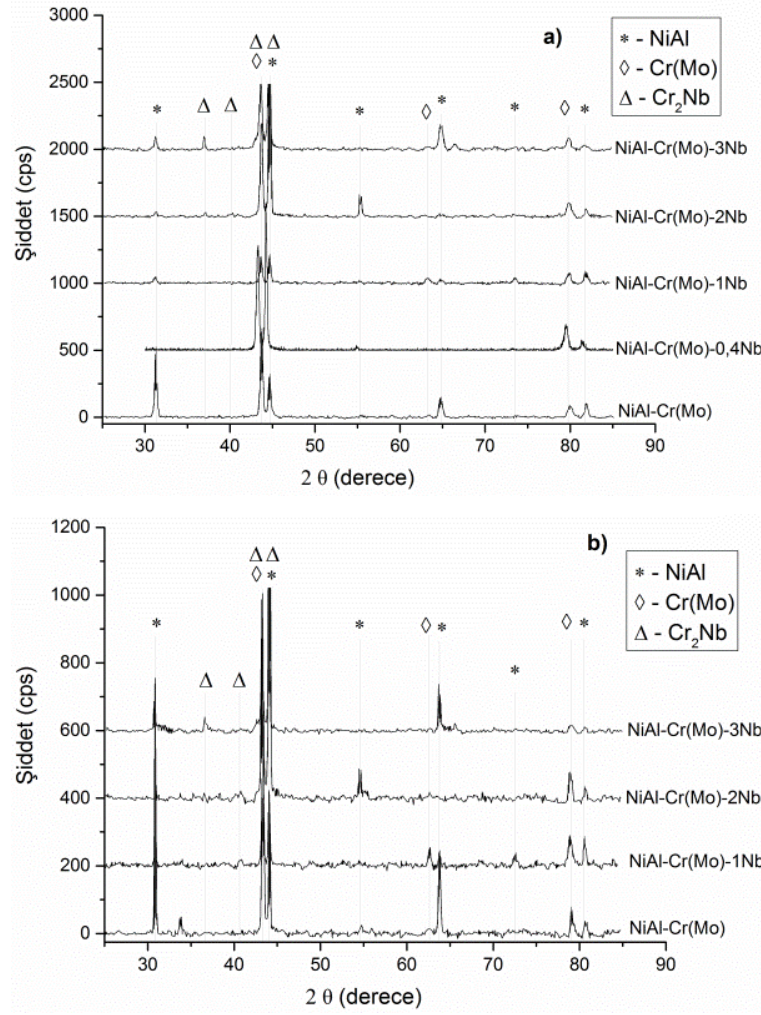 a)
* - NiAl
◊ - Cr(Mo)
Δ - Cr₂Nb
Şiddet (cps)
3000
2500
2000
1500
1000
500
0
Δ Δ
◊ *
* Δ Δ * ◊ * * ◊ *
NiAl-Cr(Mo)-3Nb
NiAl-Cr(Mo)-2Nb
NiAl-Cr(Mo)-1Nb
NiAl-Cr(Mo)-0,4Nb
NiAl-Cr(Mo)
30 40 50 60 70 80 90
2 θ (derece)
b)
* - NiAl
◊ - Cr(Mo)
Δ - Cr₂Nb
Şiddet (cps)
1200
1000
800
600
400
200
0
Δ Δ
◊ *
* Δ Δ * ◊ * * ◊ *
NiAl-Cr(Mo)-3Nb
NiAl-Cr(Mo)-2Nb
NiAl-Cr(Mo)-1Nb
NiAl-Cr(Mo)
30 40 50 60 70 80 90
2 θ (derece)